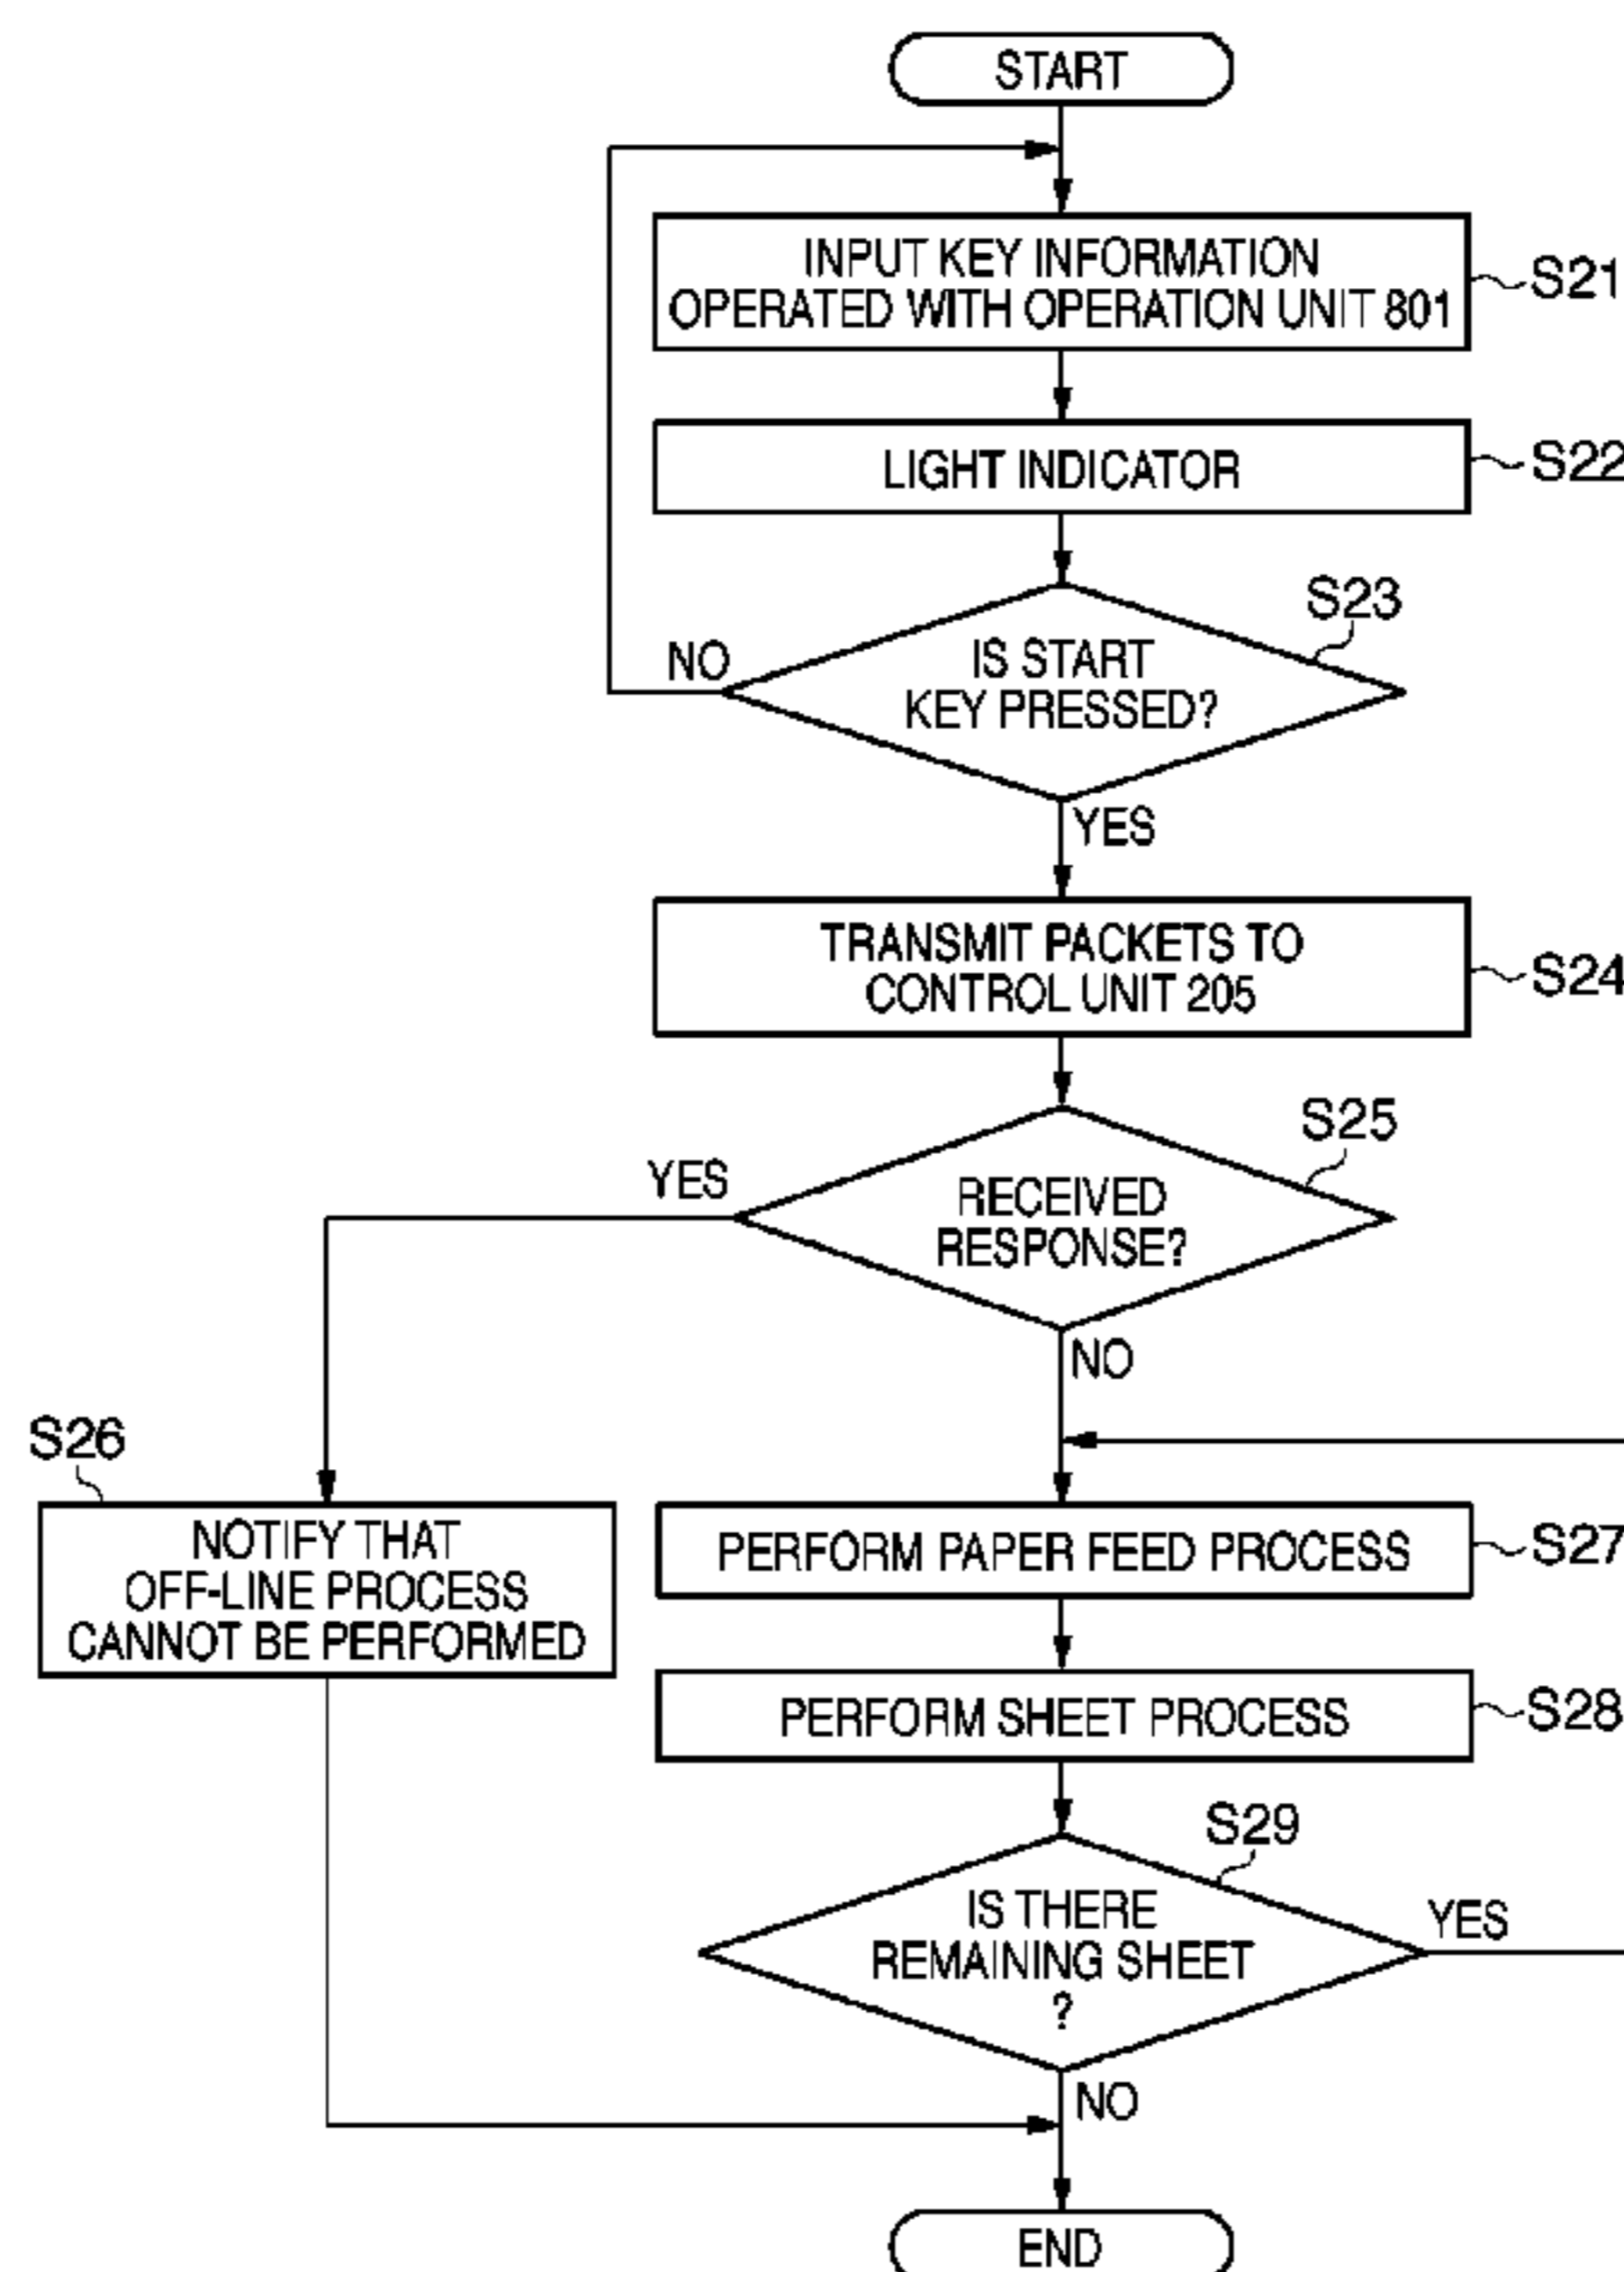 START
INPUT KEY INFORMATION
OPERATED WITH OPERATION UNIT 801
S21
LIGHT INDICATOR
S22
S23
NO
IS START
KEY PRESSED?
YES
TRANSMIT PACKETS TO
CONTROL UNIT 205
S24
S25
YES
RECEIVED
RESPONSE?
NO
S26
NOTIFY THAT
OFF-LINE PROCESS
CANNOT BE PERFORMED
PERFORM PAPER FEED PROCESS
S27
PERFORM SHEET PROCESS
S28
S29
IS THERE
REMAINING SHEET
?
YES
NO
END